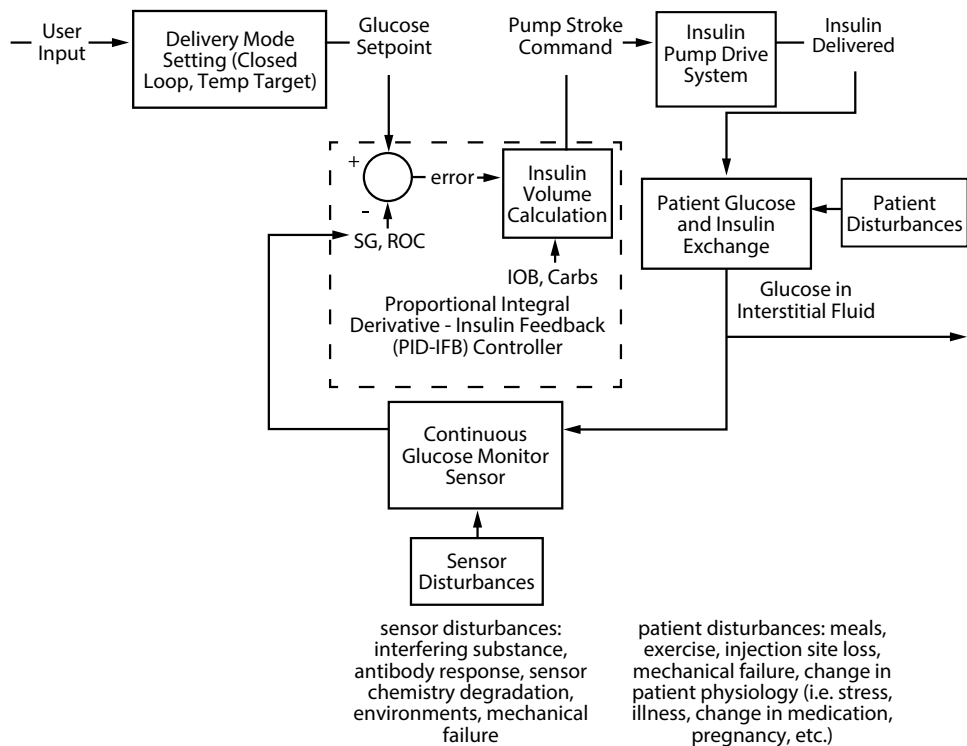 User
Input
Delivery Mode
Setting (Closed
Loop, Temp Target)
Glucose
Setpoint
Pump Stroke
Command
Insulin
Pump Drive
System
Insulin
Delivered
+
-
error
Insulin
Volume
Calculation
SG, ROC
IOB, Carbs
Proportional Integral
Derivative - Insulin Feedback
(PID-IFB) Controller
Patient Glucose
and Insulin
Exchange
Patient
Disturbances
Glucose in
Interstitial Fluid
Continuous
Glucose Monitor
Sensor
Sensor
Disturbances
sensor disturbances:
interfering substance,
antibody response, sensor
chemistry degradation,
environments, mechanical
failure
patient disturbances: meals,
exercise, injection site loss,
mechanical failure, change in
patient physiology (i.e. stress,
illness, change in medication,
pregnancy, etc.)